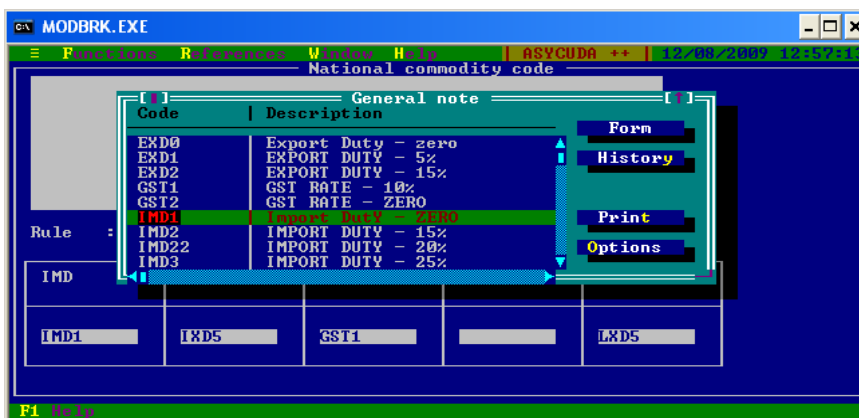 MODBRK.EXE
≡ Functions References Window Help | ASYCUDA ++ | 12/08/2009 12:57:13
National commodity code
General note
Code | Description
EXD0 Export Duty - zero
EXD1 EXPORT DUTY - 5%
EXD2 EXPORT DUTY - 15%
GST1 GST RATE - 10%
GST2 GST RATE - ZERO
IMD1 Import DutY - ZERO
IMD2 IMPORT DUTY - 15%
IMD22 IMPORT DUTY - 20%
IMD3 IMPORT DUTY - 25%
Form
History
Print
Options
Rule :
IMD
IMD1 IXD5 GST1 LXD5
F1 Help